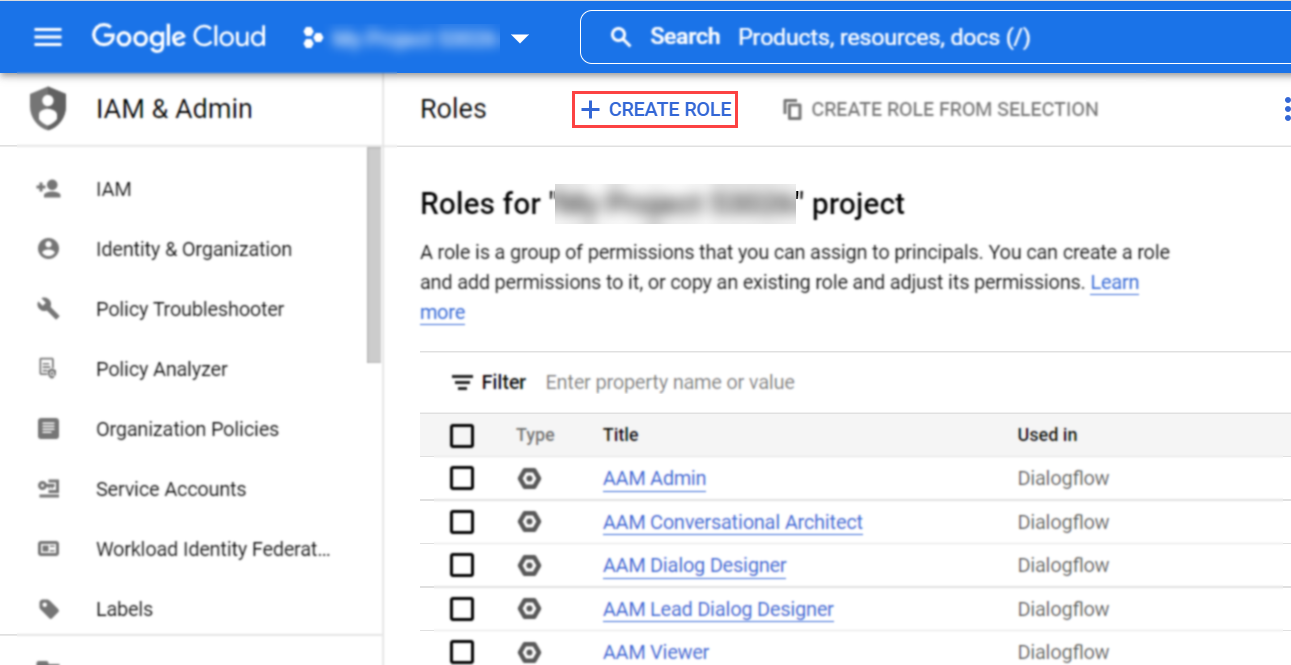 Google Cloud
Search Products, resources, docs (/)
IAM & Admin
Roles
+ CREATE ROLE
CREATE ROLE FROM SELECTION
IAM
Identity & Organization
Policy Troubleshooter
Policy Analyzer
Organization Policies
Service Accounts
Workload Identity Federat...
Labels
Roles for "" project
A role is a group of permissions that you can assign to principals. You can create a role
and add permissions to it, or copy an existing role and adjust its permissions. Learn
more
Filter Enter property name or value
Type Title Used in
AAM Admin Dialogflow
AAM Conversational Architect Dialogflow
AAM Dialog Designer Dialogflow
AAM Lead Dialog Designer Dialogflow
AAM Viewer Dialogflow